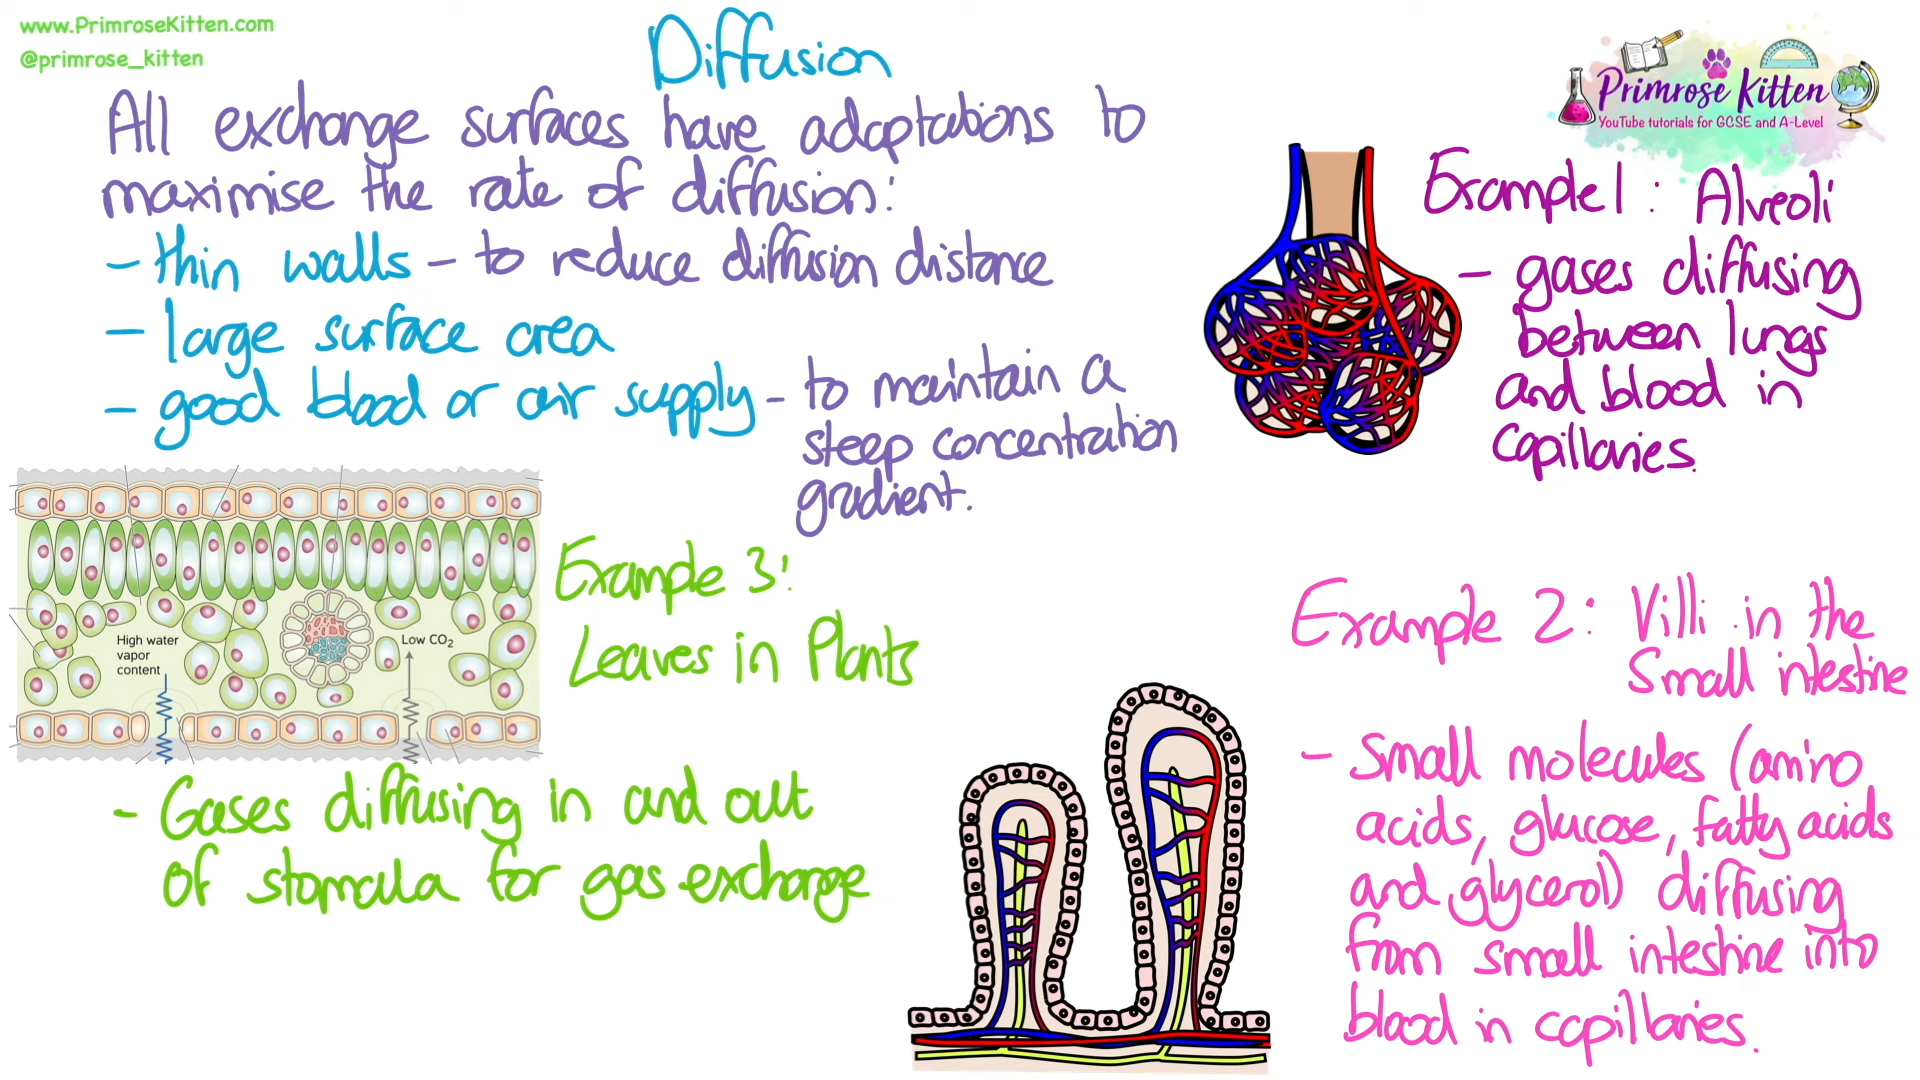 www.PrimroseKitten.com
@primrose_kitten
Diffusion
Primrose Kitten
YouTube tutorials for GCSE and A-Level
All exchange surfaces have adaptations to
maximise the rate of diffusion:
- thin walls - to reduce diffusion distance
- large surface area
- good blood or air supply - to maintain a
steep concentration
gradient.
Example 1: Alveoli
- gases diffusing
between lungs
and blood in
capillaries.
Example 2: Villi in the
Small intestine
- Small molecules (amino
acids, glucose, fatty acids
and glycerol) diffusing
from small intestine into
blood in capillaries.
Example 3:
Leaves in Plants
High water
vapor
content
Low CO₂
- Gases diffusing in and out
of stomata for gas exchange